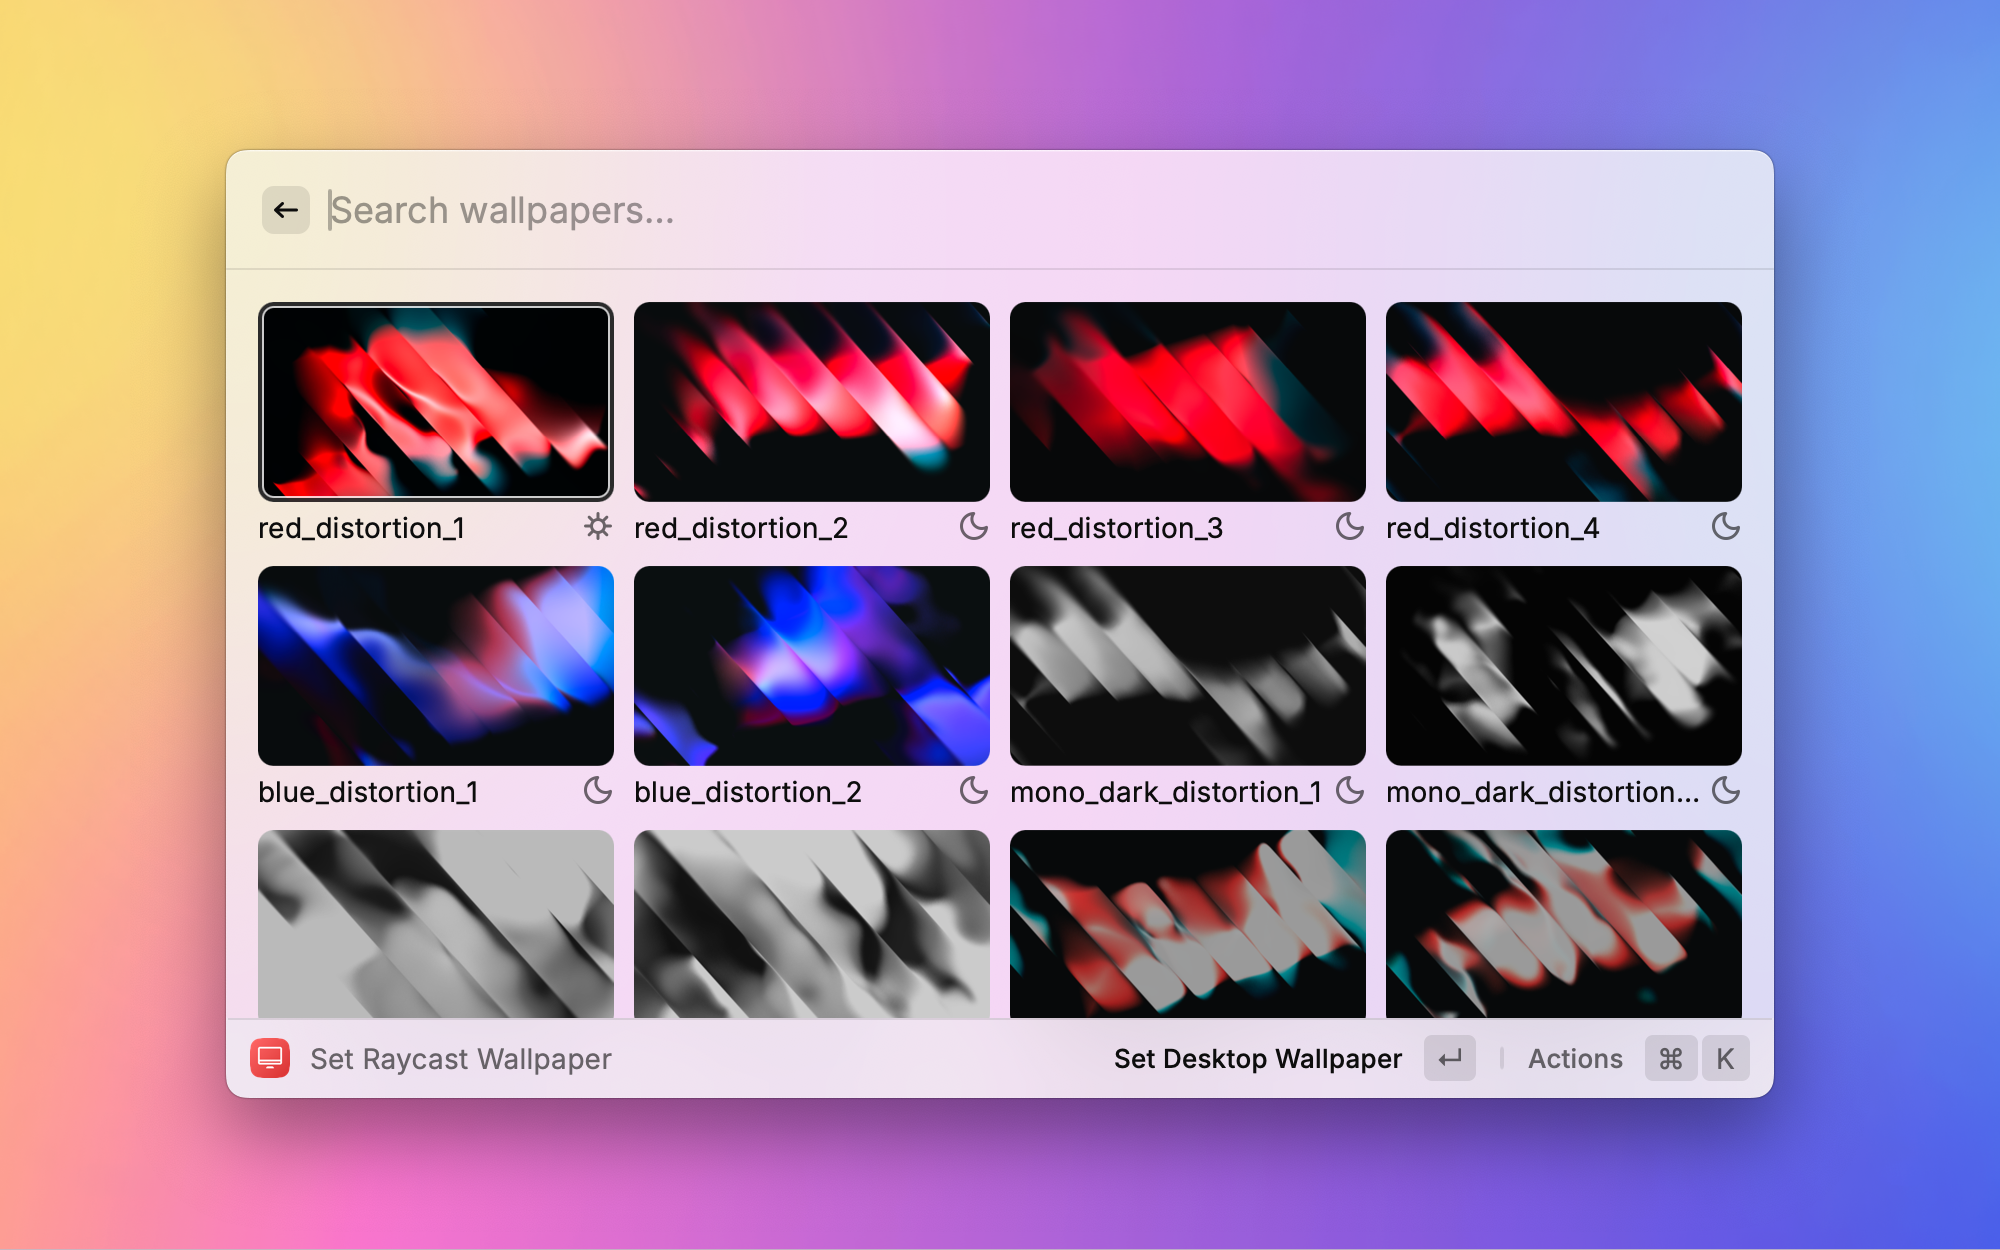 Search wallpapers...
red_distortion_1
red_distortion_2
red_distortion_3
red_distortion_4
blue_distortion_1
blue_distortion_2
mono_dark_distortion_1
mono_dark_distortion...
Set Raycast Wallpaper
Set Desktop Wallpaper
Actions
⌘ K